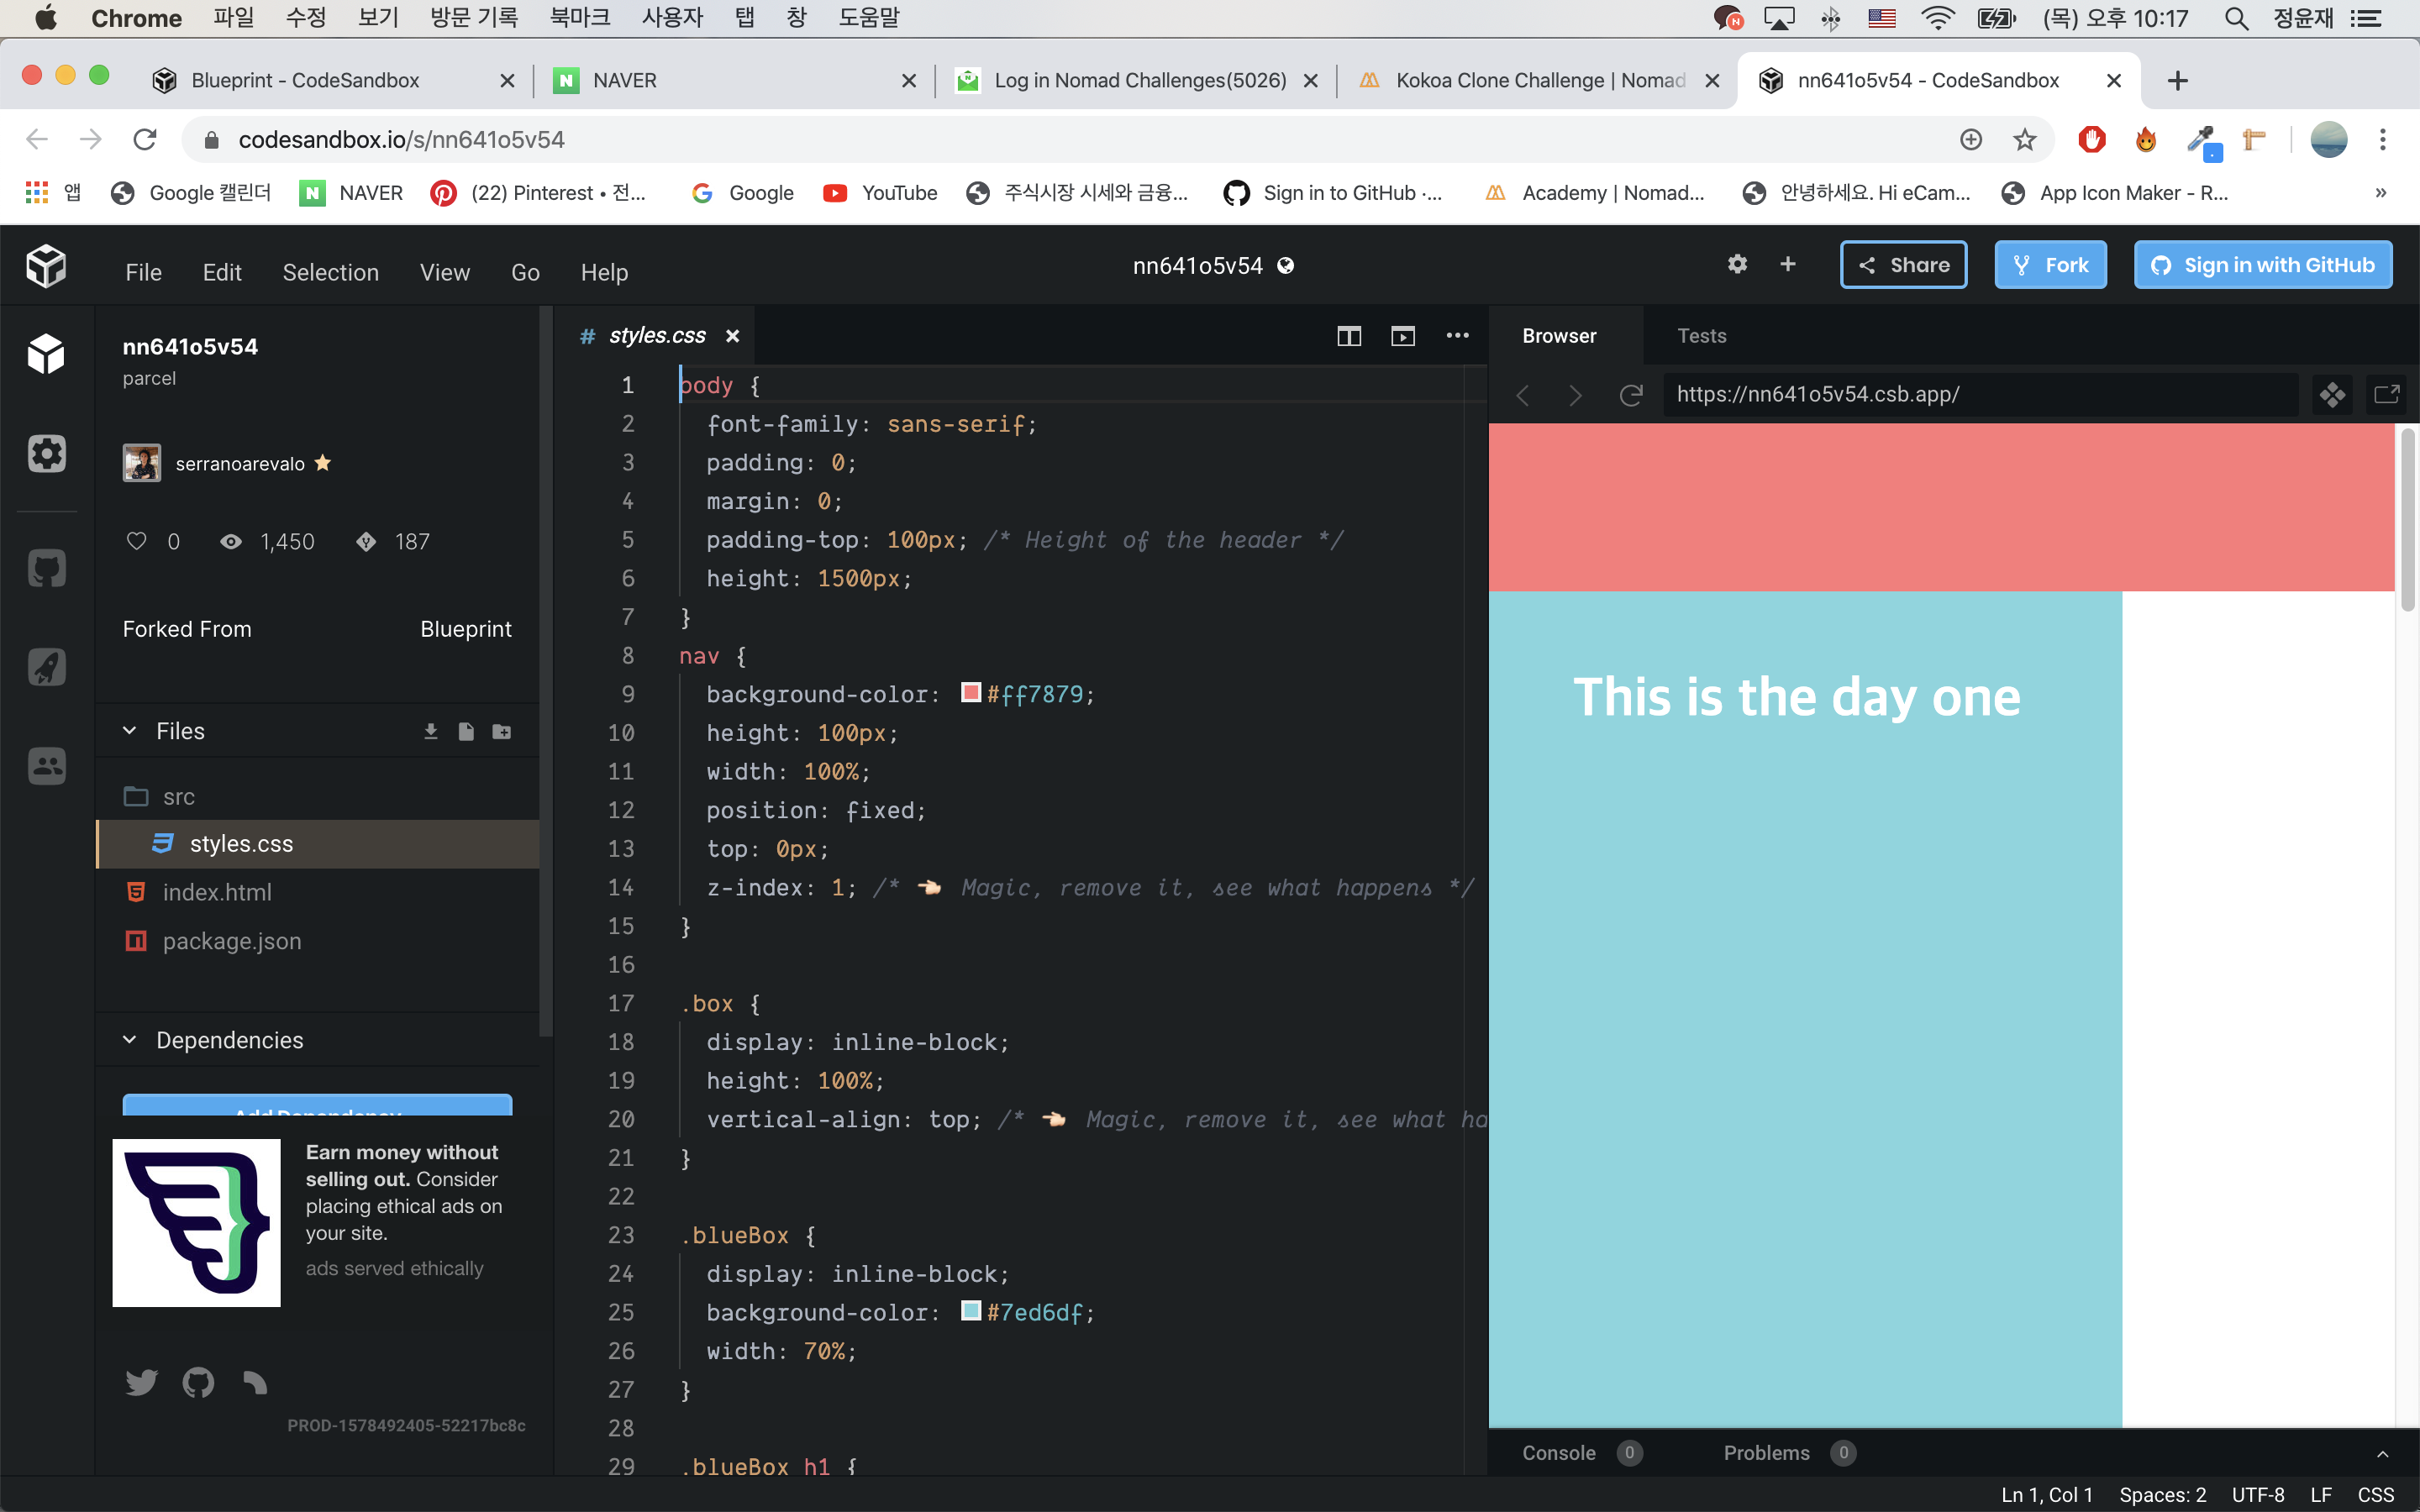 Chrome 파일 수정 보기 방문 기록 북마크 사용자 탭 창 도움말 (목) 오후 10:17 정윤재
Blueprint - CodeSandbox NAVER Log in Nomad Challenges(5026) Kokoa Clone Challenge | Nomad nn641o5v54 - CodeSandbox
codesandbox.io/s/nn641o5v54
앱 Google 캘린더 NAVER (22) Pinterest • 전... Google YouTube 주식시장 시세와 금융... Sign in to GitHub ·... Academy | Nomad... 안녕하세요. Hi eCam... App Icon Maker - R... »
File Edit Selection View Go Help nn641o5v54 Share Fork Sign in with GitHub
nn641o5v54
parcel
serranoarevalo
0 1,450 187
Forked From Blueprint
Files
src
styles.css
index.html
package.json
Dependencies
Add Dependency
Earn money without
selling out. Consider
placing ethical ads on
your site.
ads served ethically
PROD-1578492405-52217bc8c
# styles.css
1 body {
2 font-family: sans-serif;
3 padding: 0;
4 margin: 0;
5 padding-top: 100px; /* Height of the header */
6 height: 1500px;
7 }
8 nav {
9 background-color: #ff7879;
10 height: 100px;
11 width: 100%;
12 position: fixed;
13 top: 0px;
14 z-index: 1; /* 👈🏻 Magic, remove it, see what happens */
15 }
16
17 .box {
18 display: inline-block;
19 height: 100%;
20 vertical-align: top; /* 👈🏻 Magic, remove it, see what ha
21 }
22
23 .blueBox {
24 display: inline-block;
25 background-color: #7ed6df;
26 width: 70%;
27 }
28
29 .blueBox h1 {
Browser Tests
https://nn641o5v54.csb.app/
This is the day one
Console 0 Problems 0
Ln 1, Col 1 Spaces: 2 UTF-8 LF CSS